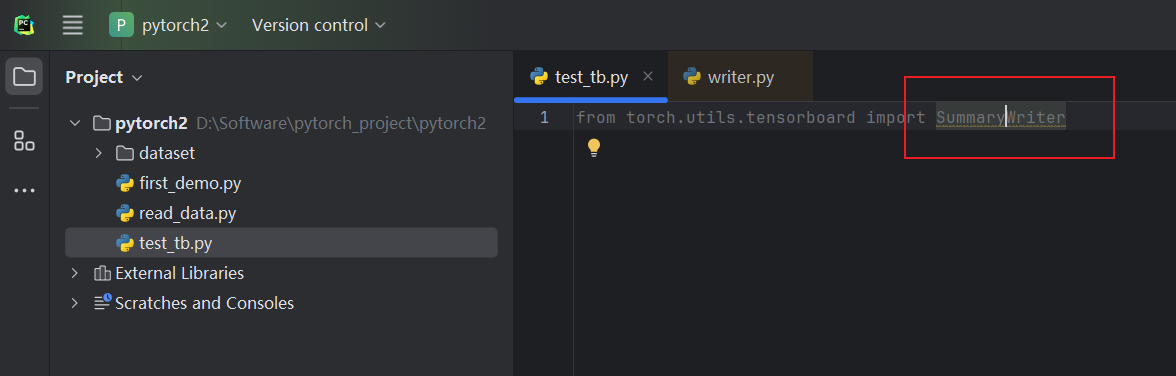 PC
P pytorch2 Version control
Project
test_tb.py
writer.py
pytorch2 D:\Software\pytorch_project\pytorch2
dataset
first_demo.py
read_data.py
test_tb.py
External Libraries
Scratches and Consoles
1 from torch.utils.tensorboard import SummaryWriter